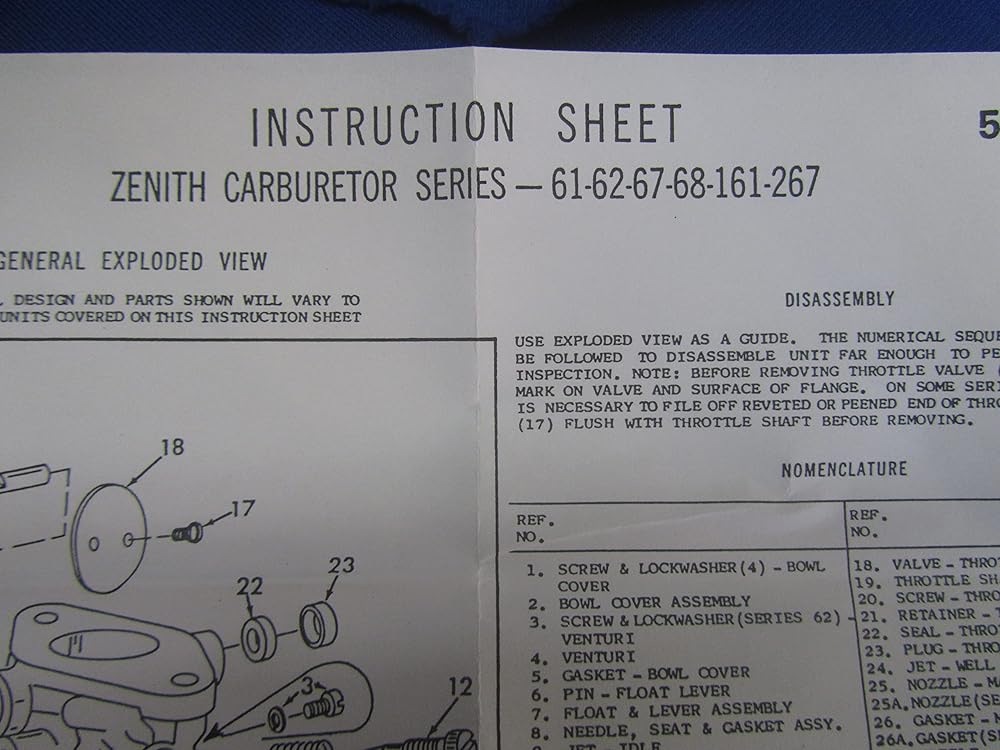 INSTRUCTION SHEET
5
ZENITH CARBURETOR SERIES — 61-62-67-68-161-267
GENERAL EXPLODED VIEW
DESIGN AND PARTS SHOWN WILL VARY TO
UNITS COVERED ON THIS INSTRUCTION SHEET
18
17
22
23
3
12
DISASSEMBLY
USE EXPLODED VIEW AS A GUIDE. THE NUMERICAL SEQUE
BE FOLLOWED TO DISASSEMBLE UNIT FAR ENOUGH TO PE
INSPECTION. NOTE: BEFORE REMOVING THROTTLE VALVE (
MARK ON VALVE AND SURFACE OF FLANGE. ON SOME SERI
IS NECESSARY TO FILE OFF REVETED OR PEENED END OF THRO
(17) FLUSH WITH THROTTLE SHAFT BEFORE REMOVING.
NOMENCLATURE
REF.
NO.
1. SCREW & LOCKWASHER (4) - BOWL
COVER
2. BOWL COVER ASSEMBLY
3. SCREW & LOCKWASHER (SERIES 62) -
VENTURI
4. VENTURI
5. GASKET - BOWL COVER
6. PIN - FLOAT LEVER
7. FLOAT & LEVER ASSEMBLY
8. NEEDLE, SEAT & GASKET ASSY.
9. JET - IDLE
REF.
NO.
18. VALVE - THRO
19. THROTTLE SHA
20. SCREW - THRO
21. RETAINER - 
22. SEAL - THRO
23. PLUG - THRO
24. JET - WELL
25. NOZZLE - MA
25A. NOZZLE (SE
26. GASKET - N
26A. GASKET (S